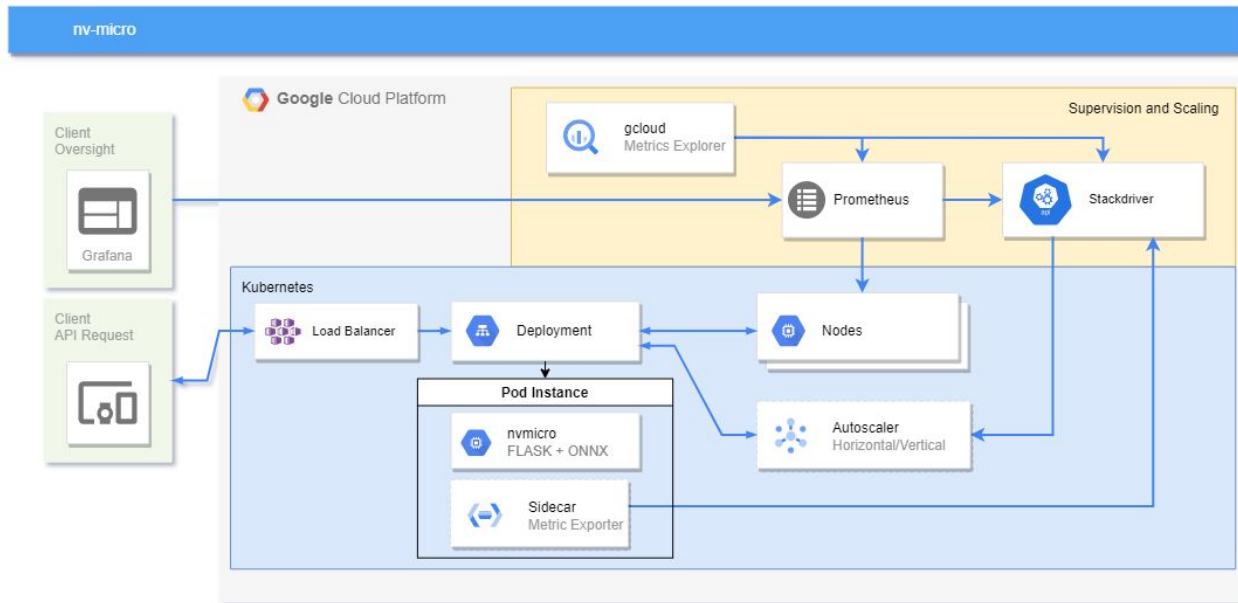 nv-micro
Google Cloud Platform
Supervision and Scaling
gcloud
Metrics Explorer
Client
Oversight
Grafana
Prometheus
Stackdriver
api
Kubernetes
Client
API Request
Load Balancer
Deployment
Nodes
Pod Instance
nvmicro
FLASK + ONNX
Autoscaler
Horizontal/Vertical
Sidecar
Metric Exporter